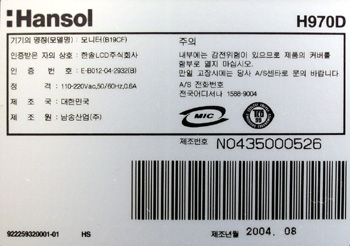 Hansol
H970D
기기의 명칭(모델명) : 모니터(B19CF)
인증받은 자의 상호 : 한솔LCD주식회사
인 증 번 호 : E-B012-04-2932(B)
정 격 : 110-220Vac,50/60Hz,0.6A
제 조 국 : 대한민국
제 조 원 : 남송산업(주)
주의
내부에는 감전위험이 있으므로 제품의 커버를
함부로 열지 마십시오.
만일 고장시에는 당사 A/S센타로 문의 바랍니다
A/S 전화번호
전국어디서나 1588-9004
MIC
제조번호 N0435000526
922259320001-01 HS 제조년월 2004. 08